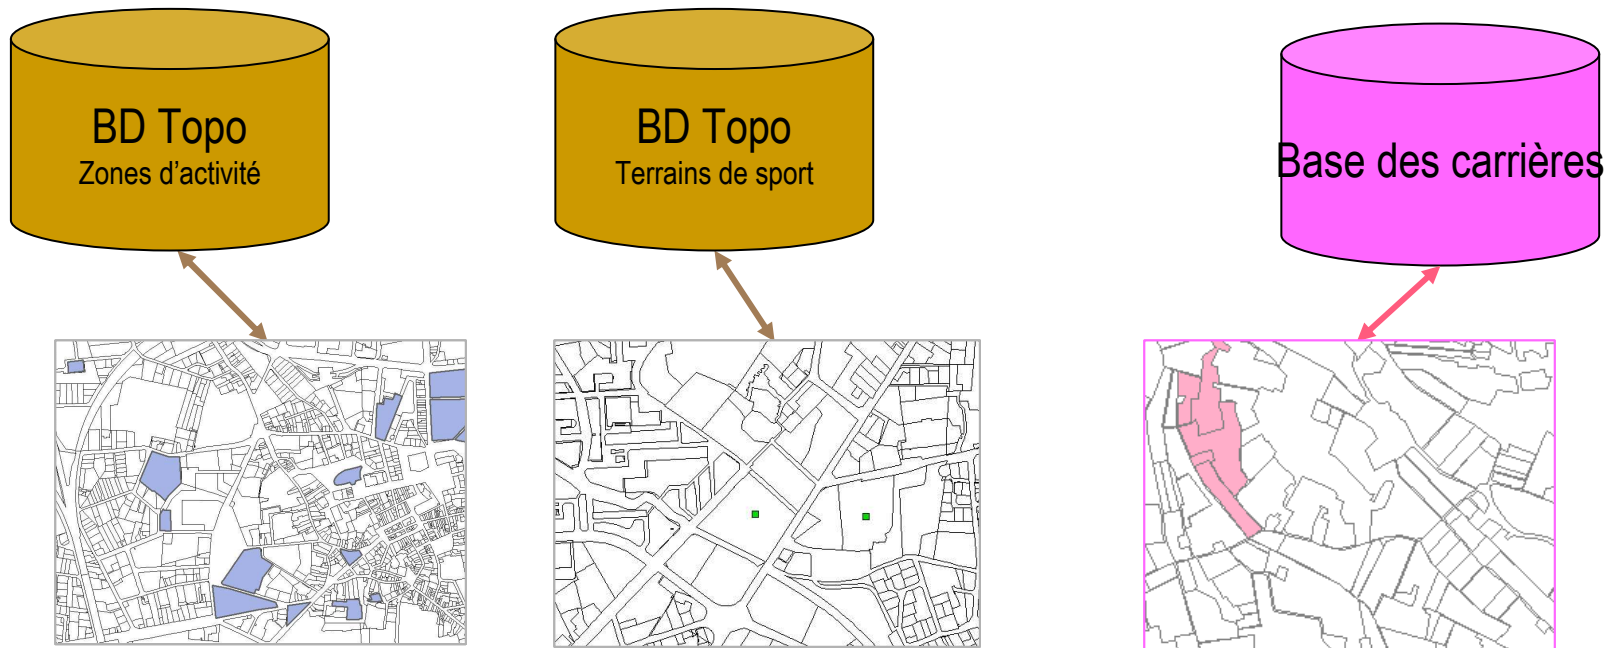 BD Topo
Zones d'activité
BD Topo
Terrains de sport
Base des carrières